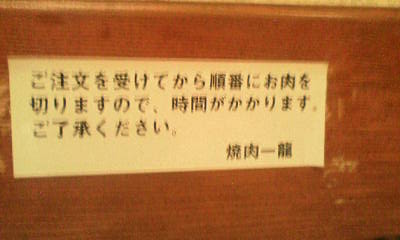 ご注文を受けてから順番にお肉を
切りますので、時間がかかります。
ご了承ください。
焼肉一龍